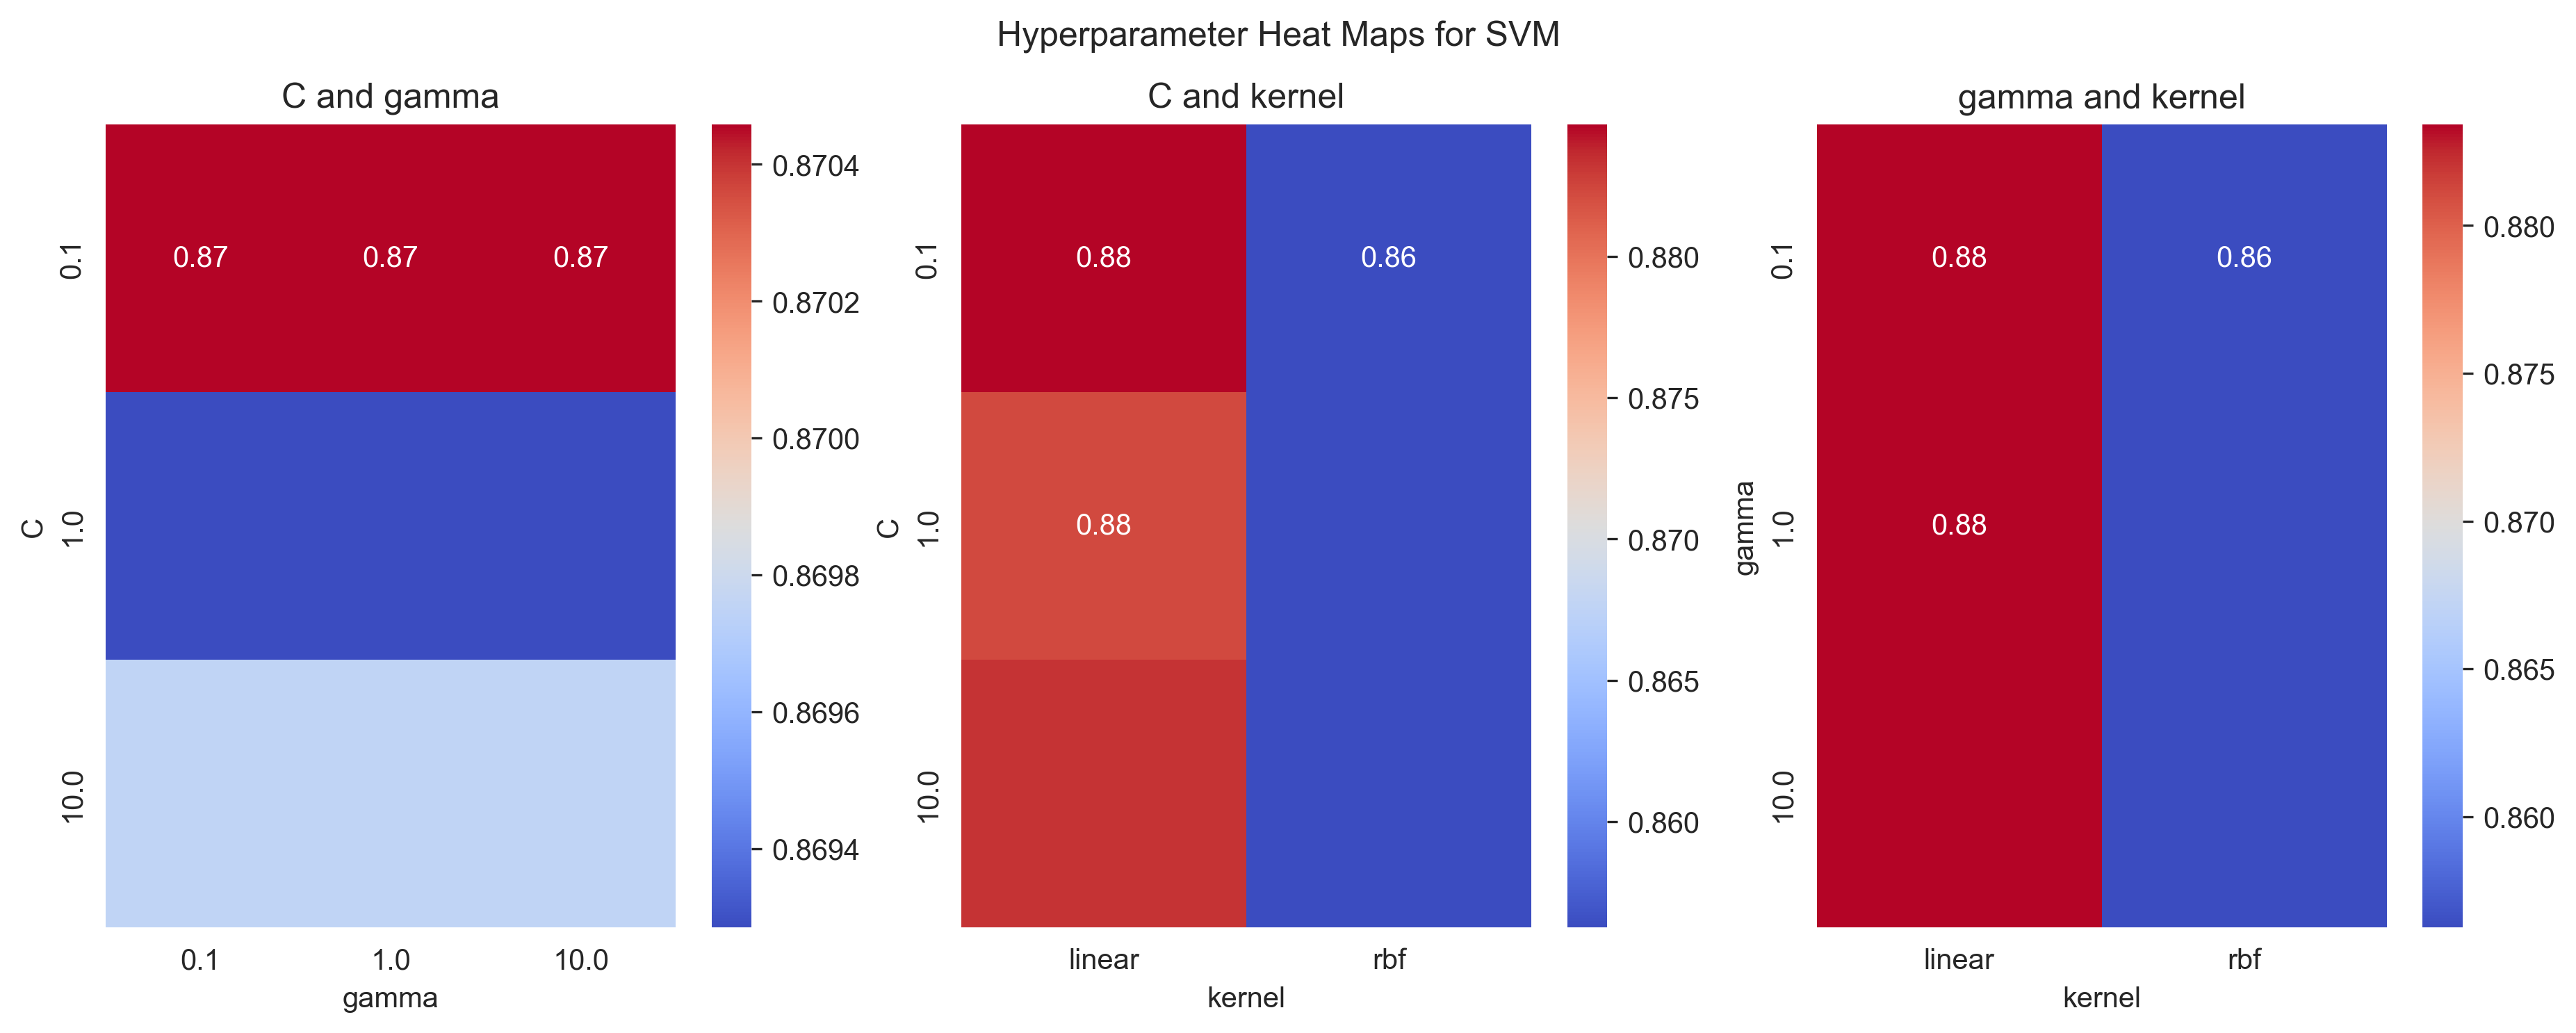 Hyperparameter Heat Maps for SVM
C and gamma
0.87 0.87 0.87
0.1
1.0
10.0
C
0.1 1.0 10.0
gamma
0.8704
0.8702
0.8700
0.8698
0.8696
0.8694
C and kernel
0.88 0.86
0.88
0.1
1.0
10.0
C
linear rbf
kernel
0.880
0.875
0.870
0.865
0.860
gamma and kernel
0.88 0.86
0.88
0.1
1.0
10.0
gamma
linear rbf
kernel
0.880
0.875
0.870
0.865
0.860